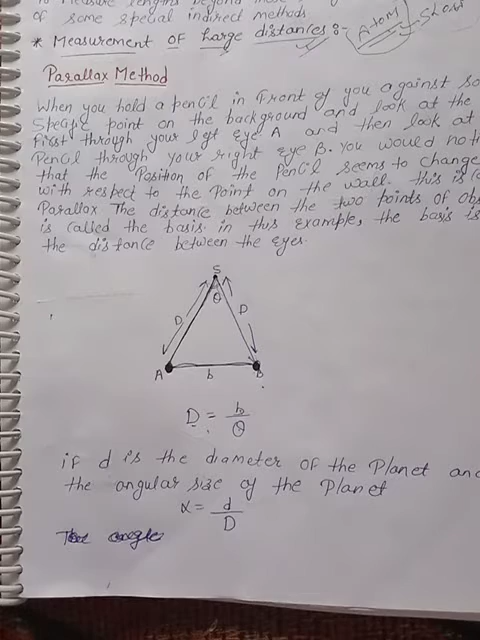 of some special indirect methods.
* Measurement OF Large distances :-
Atom
Parallax Method
When you hold a pencil in Front of you against so
Specific point on the background and look at the
First through your left Eye A and then look at
Pencil through your right Eye B. You would not
that the Position of the Pencil seems to change
with respect to the Point on the wall. this is
Parallax The distance between the two points of Obs
is called the basis. in this Example, the basis is
the distance between the Eyes.
S
θ
D D
A b B
D = b
θ
if d is the diameter OF the Planet and
the angular size of the Planet
α = d
D
The angle